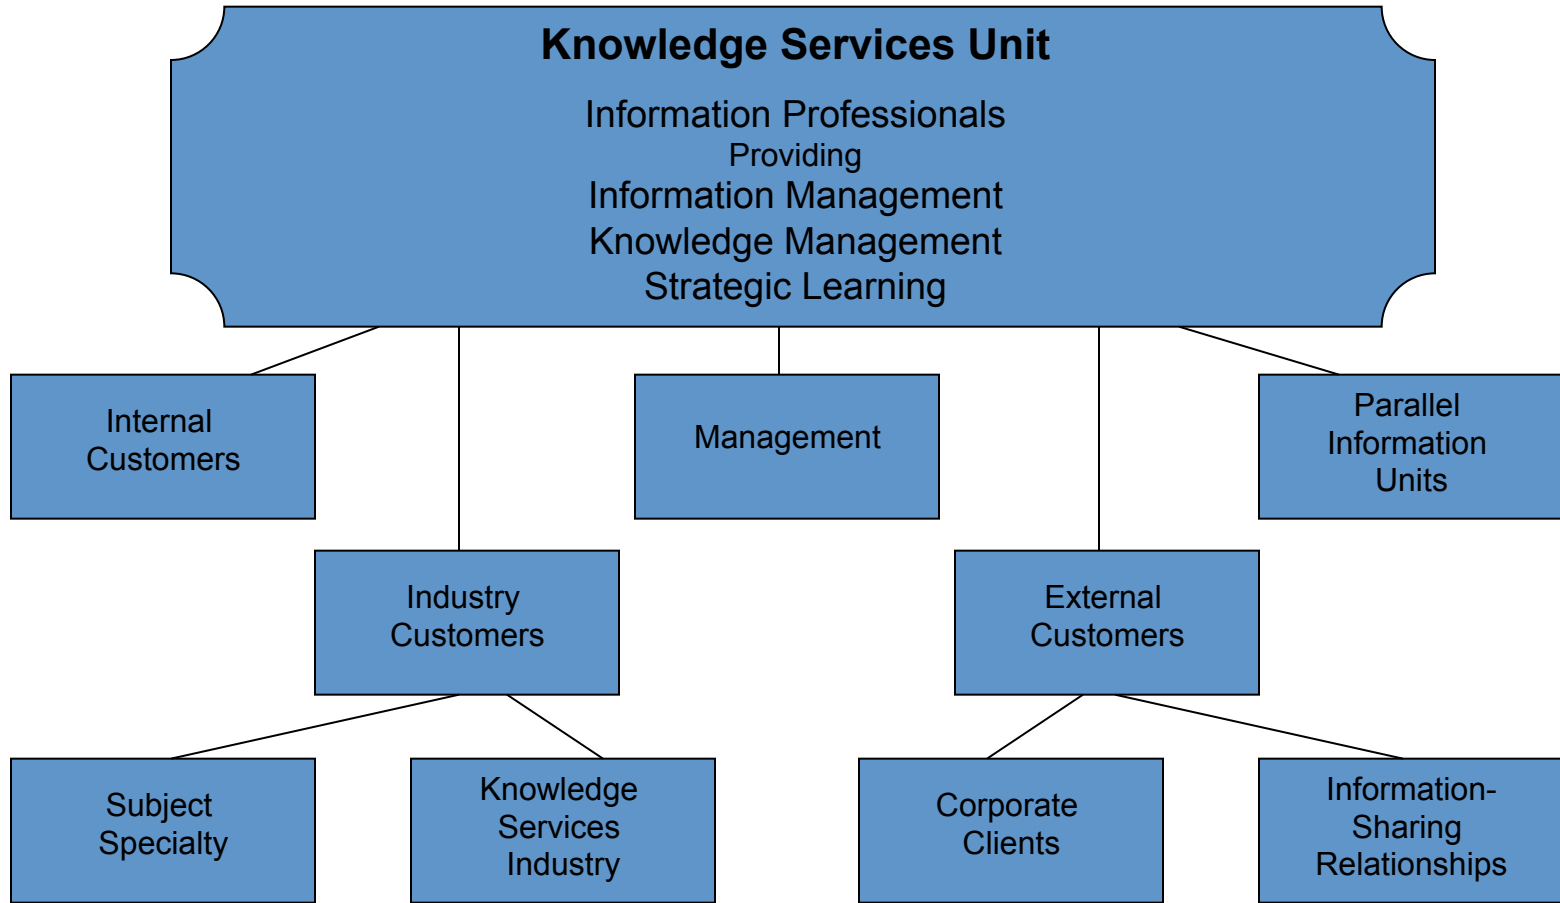 Knowledge Services Unit
Information Professionals
Providing
Information Management
Knowledge Management
Strategic Learning
Internal
Customers
Management
Parallel
Information
Units
Industry
Customers
External
Customers
Subject
Specialty
Knowledge
Services
Industry
Corporate
Clients
Information-
Sharing
Relationships